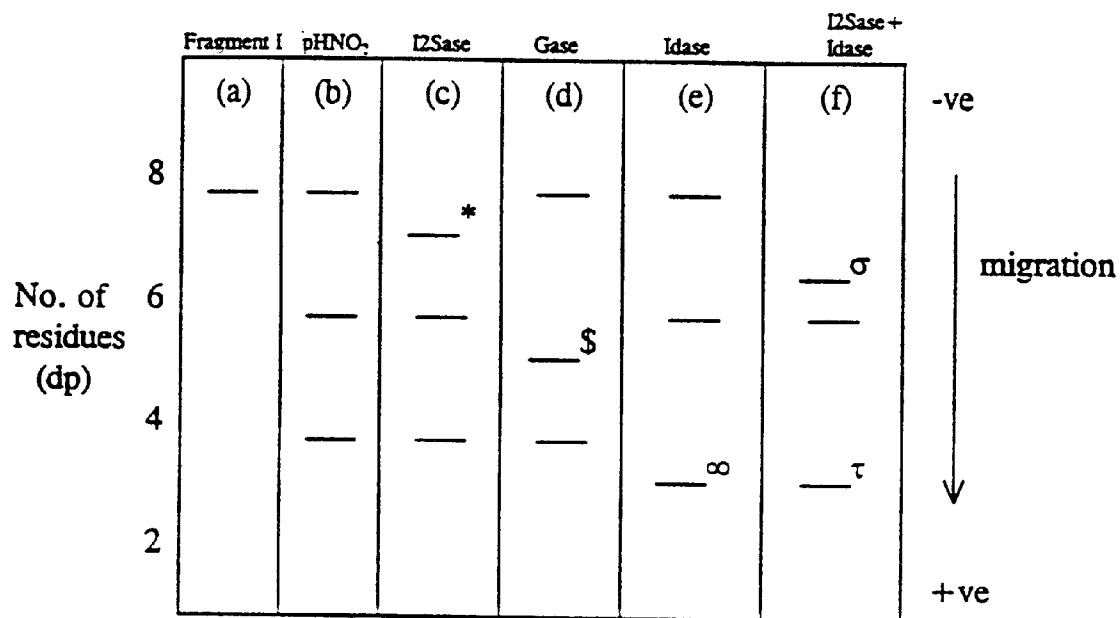 Fragment I pHNO2 I2Sase Gase Idase I2Sase + Idase
(a) (b) (c) (d) (e) (f)
-ve
8
*
σ
migration
No. of residues (dp)
6
$
4
∞
τ
2
+ve